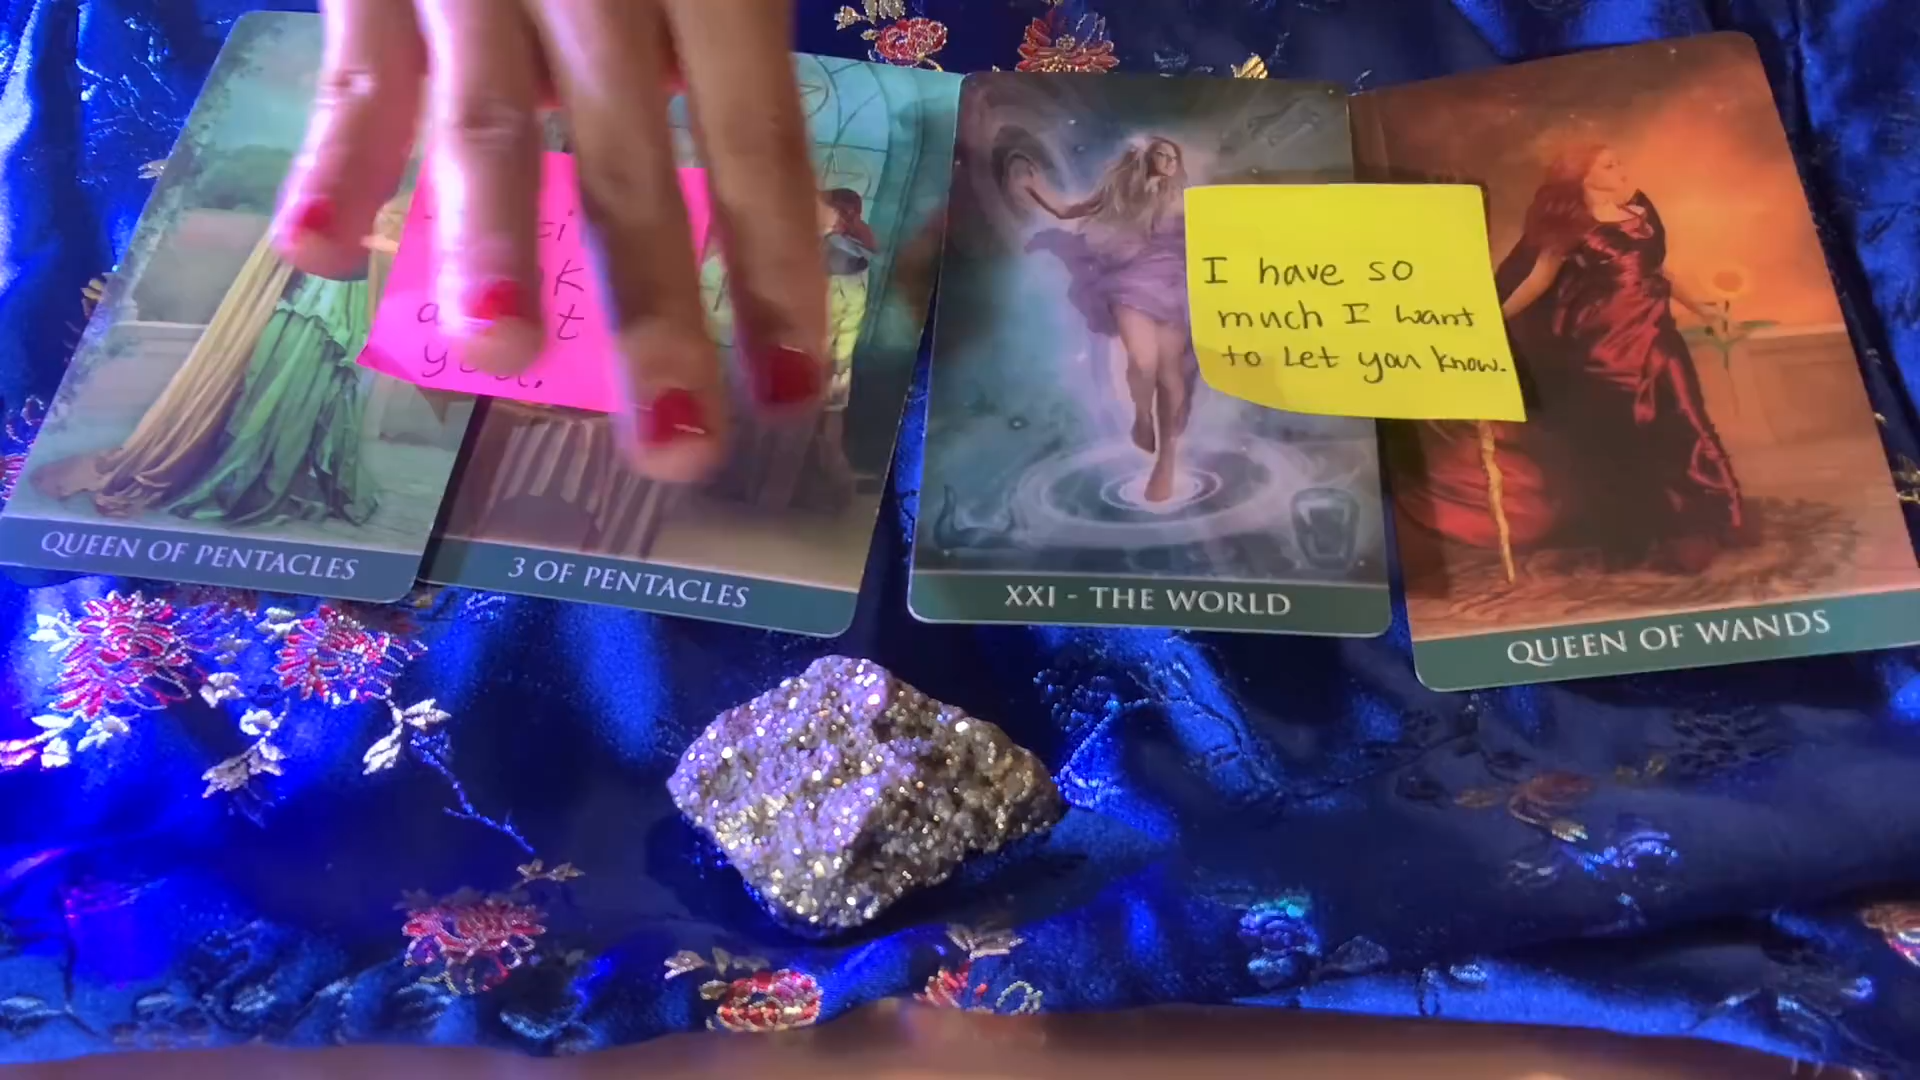 you.
I have so
much I want
to Let you know.
QUEEN OF PENTACLES
3 OF PENTACLES
XXI - THE WORLD
QUEEN OF WANDS